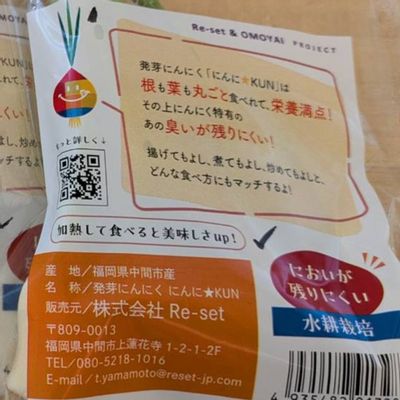 Re-set & OMOYAI PROJECT
発芽にんにく「にんに★KUN」は
根も葉も丸ごと食べれて、栄養満点!
その上にんにく特有の
あの臭いが残りにくい!
揚げてもよし、煮てもよし、炒めてもよしと、
どんな食べ方にもマッチするよ!
もっと詳しく↓
加熱して食べると美味しさup!
産 地/福岡県中間市産
名 称/発芽にんにく にんに★KUN
販売元/株式会社 Re-set
〒809-0013
福岡県中間市上蓮花寺 1-2-1-2F
TEL/080-5218-1016
E-mail/t.yamamoto@reset-jp.com
においが
残りにくい
水耕栽培